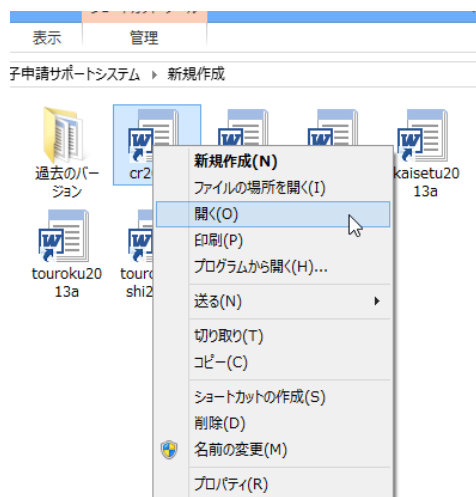 表示
管理
子申請サポートシステム ▸ 新規作成
過去のバー
ジョン
kaisetu20
13a
touroku20
13a
shi2
新規作成(N)
ファイルの場所を開く(I)
開く(O)
印刷(P)
プログラムから開く(H)...
送る(N)
切り取り(T)
コピー(C)
ショートカットの作成(S)
削除(D)
名前の変更(M)
プロパティ(R)